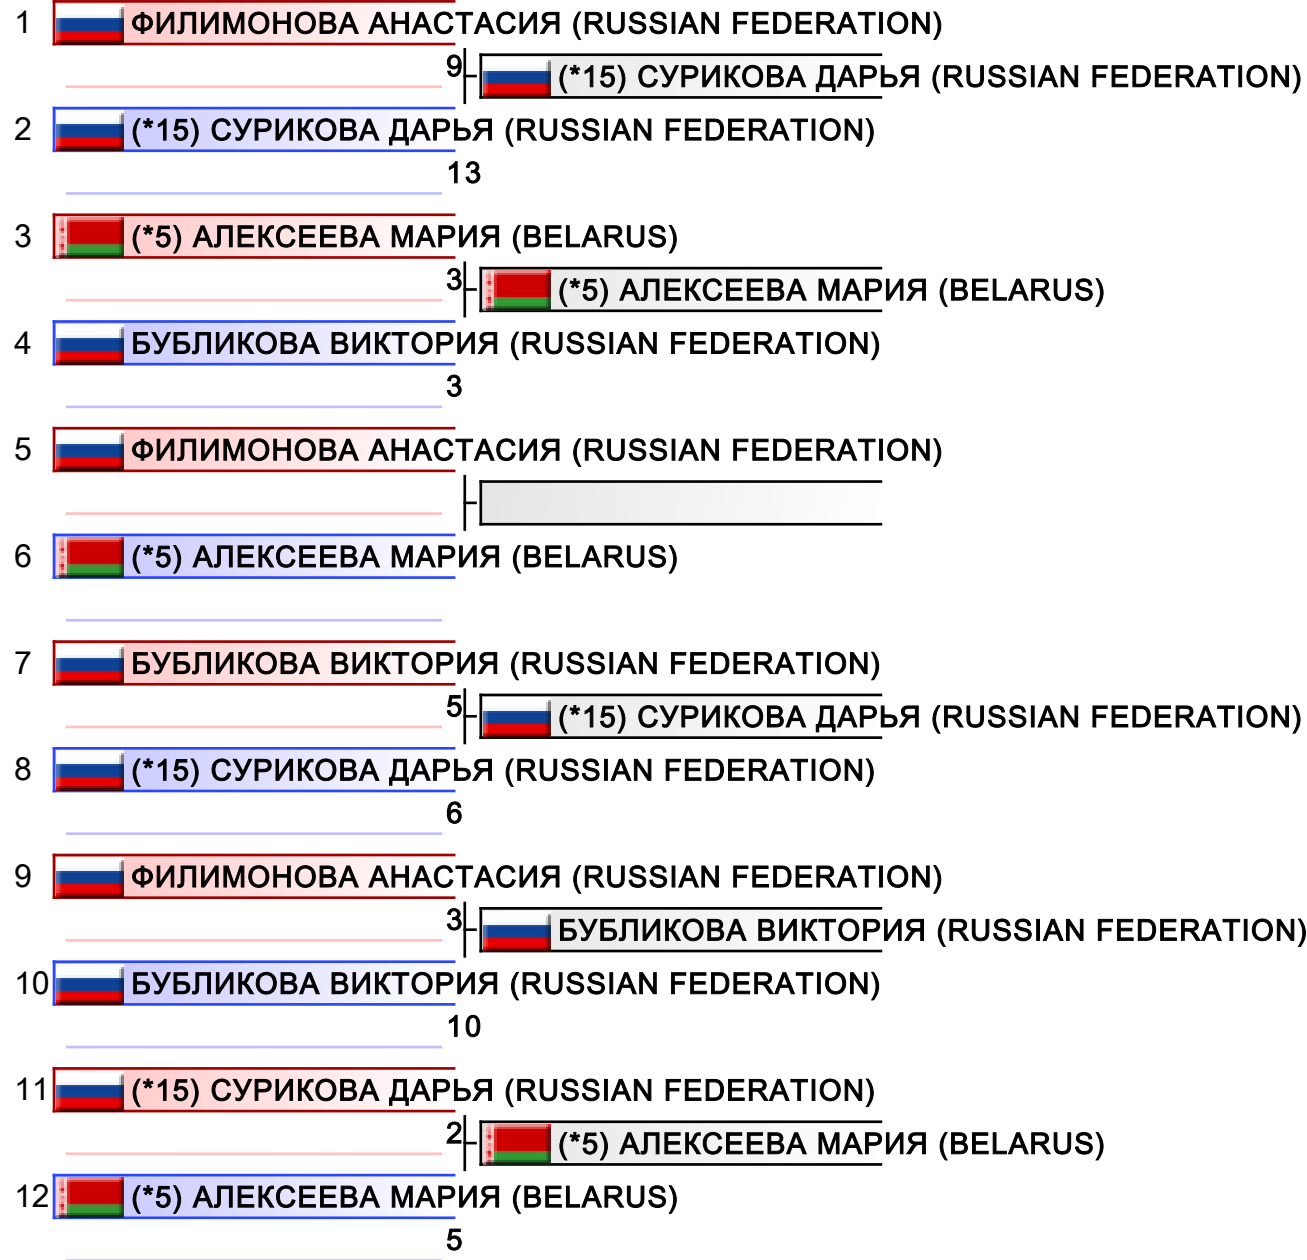 1 ФИЛИМОНОВА АНАСТАСИЯ (RUSSIAN FEDERATION)
9 (*15) СУРИКОВА ДАРЬЯ (RUSSIAN FEDERATION)
2 (*15) СУРИКОВА ДАРЬЯ (RUSSIAN FEDERATION)
13
3 (*5) АЛЕКСЕЕВА МАРИЯ (BELARUS)
3 (*5) АЛЕКСЕЕВА МАРИЯ (BELARUS)
4 БУБЛИКОВА ВИКТОРИЯ (RUSSIAN FEDERATION)
3
5 ФИЛИМОНОВА АНАСТАСИЯ (RUSSIAN FEDERATION)
6 (*5) АЛЕКСЕЕВА МАРИЯ (BELARUS)
7 БУБЛИКОВА ВИКТОРИЯ (RUSSIAN FEDERATION)
5 (*15) СУРИКОВА ДАРЬЯ (RUSSIAN FEDERATION)
8 (*15) СУРИКОВА ДАРЬЯ (RUSSIAN FEDERATION)
6
9 ФИЛИМОНОВА АНАСТАСИЯ (RUSSIAN FEDERATION)
3 БУБЛИКОВА ВИКТОРИЯ (RUSSIAN FEDERATION)
10 БУБЛИКОВА ВИКТОРИЯ (RUSSIAN FEDERATION)
10
11 (*15) СУРИКОВА ДАРЬЯ (RUSSIAN FEDERATION)
2 (*5) АЛЕКСЕЕВА МАРИЯ (BELARUS)
12 (*5) АЛЕКСЕЕВА МАРИЯ (BELARUS)
5